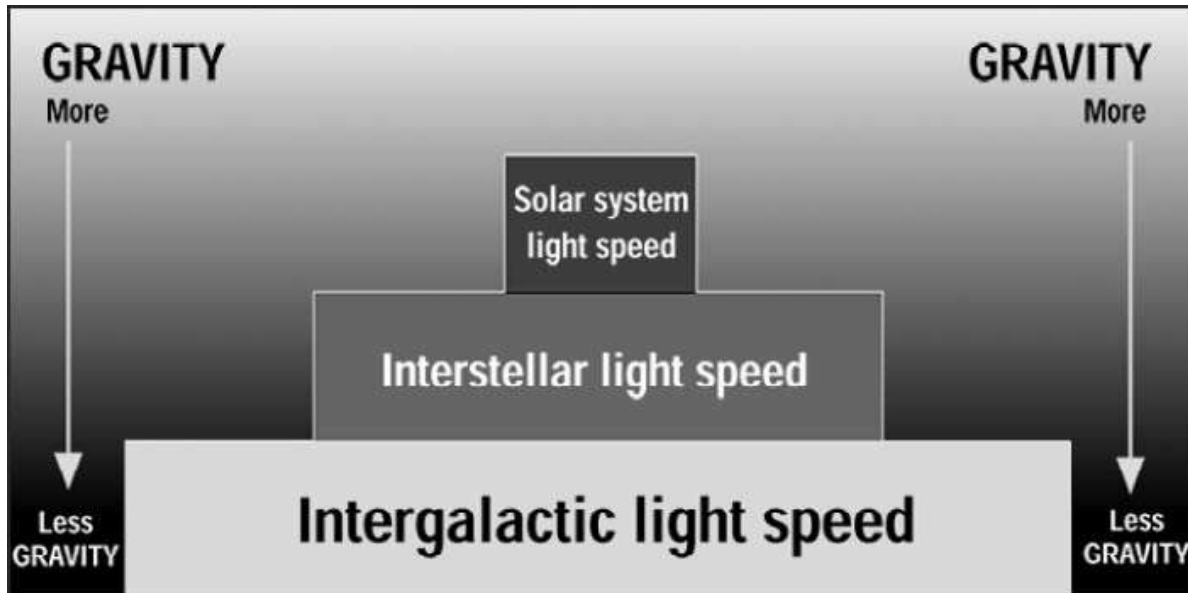 GRAVITY
More
GRAVITY
More
Solar system
light speed
Interstellar light speed
Intergalactic light speed
Less
GRAVITY
Less
GRAVITY